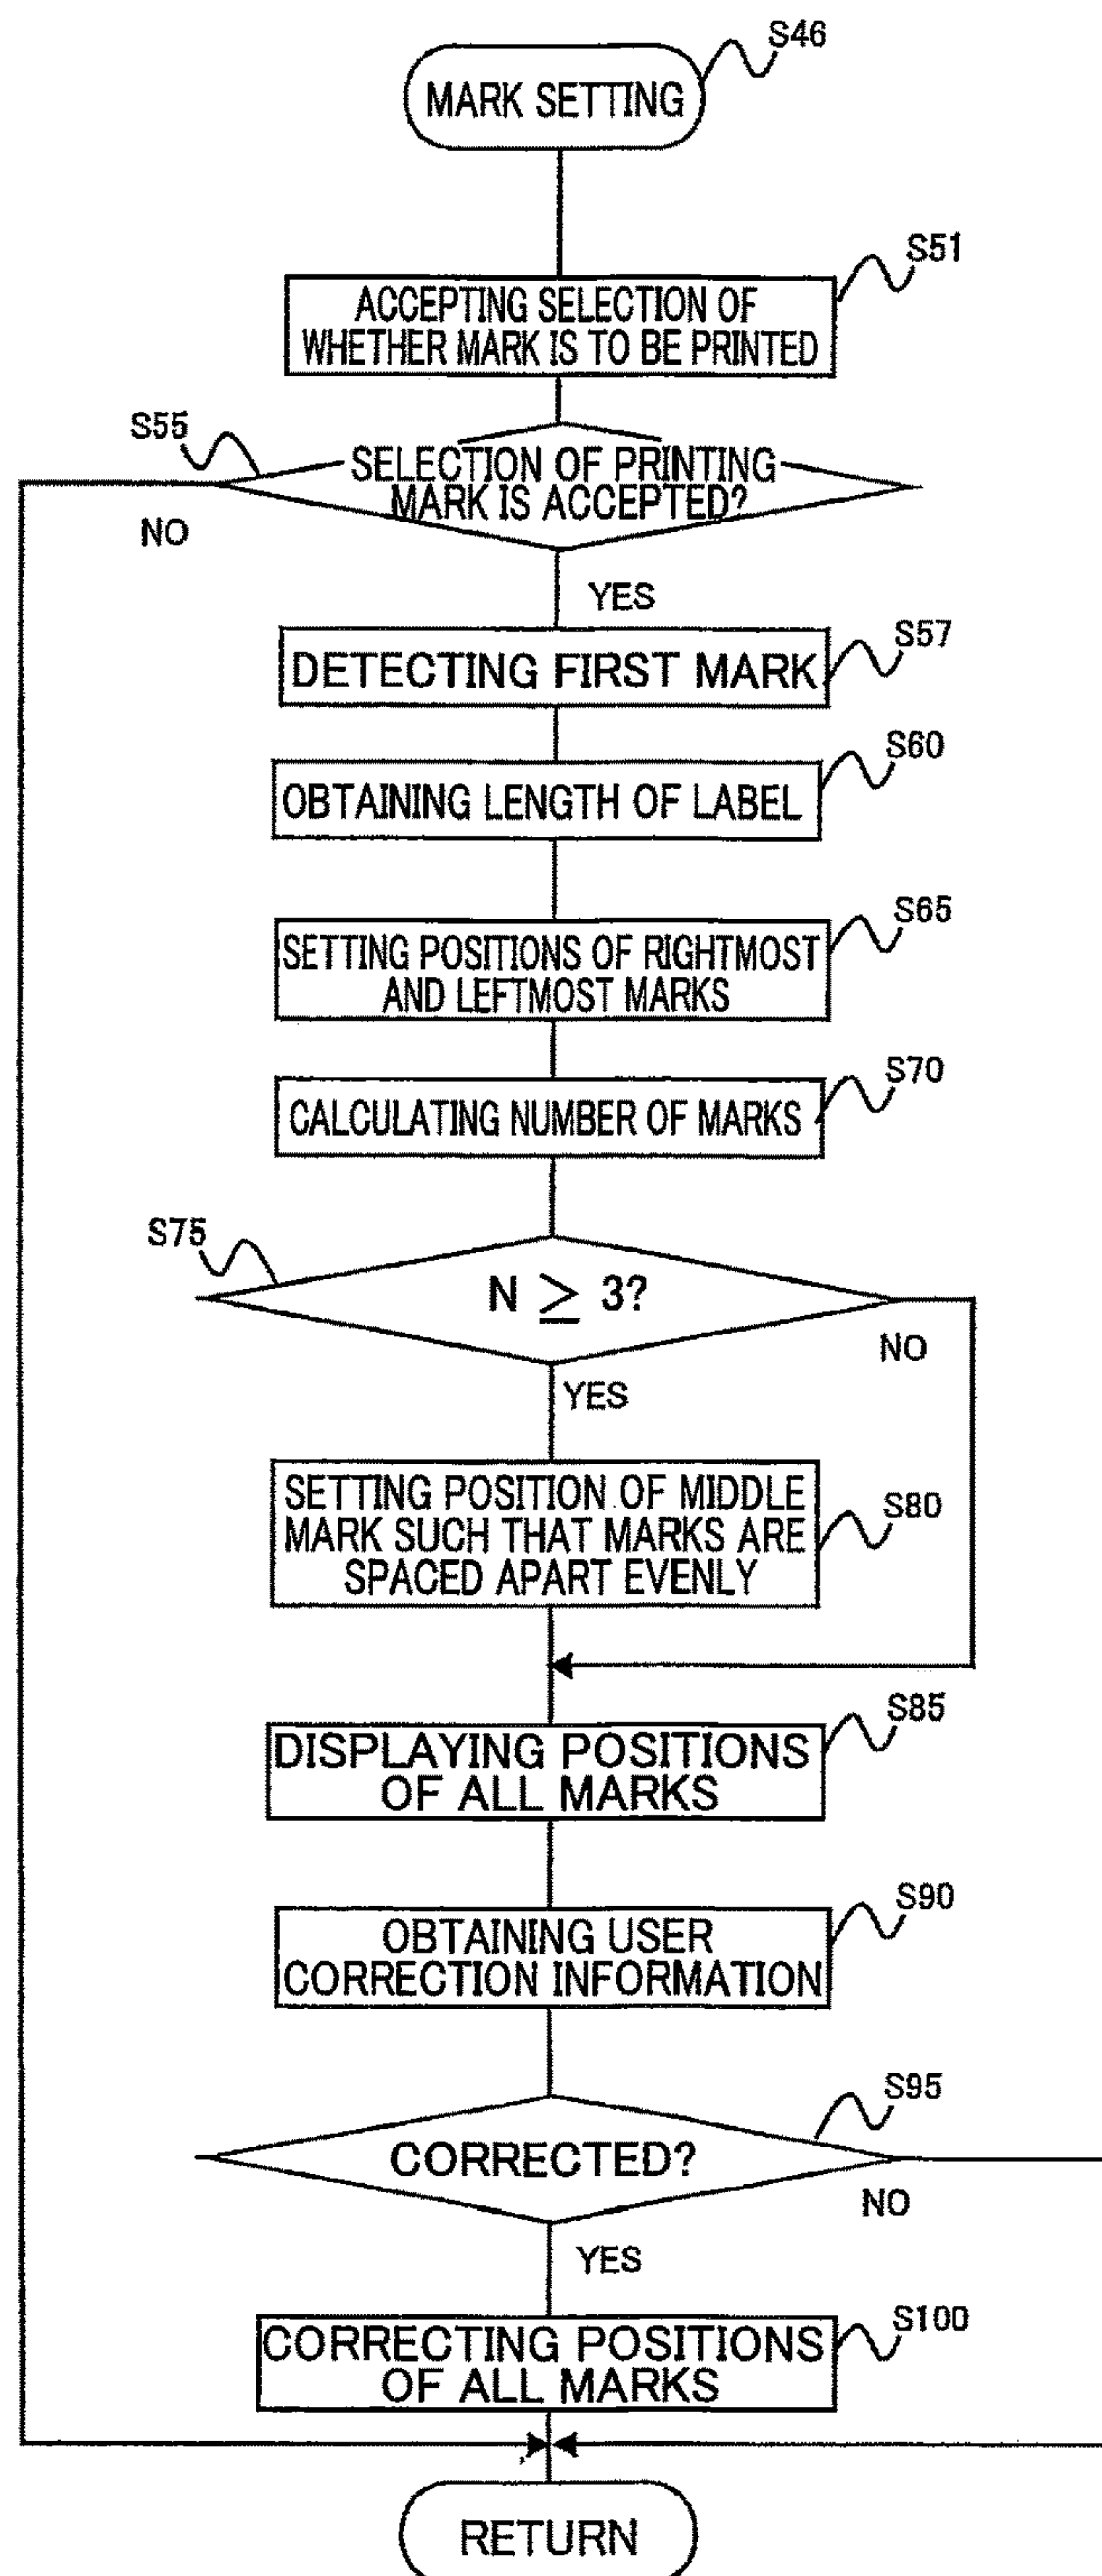 S46
MARK SETTING
S51
ACCEPTING SELECTION OF
WHETHER MARK IS TO BE PRINTED
S55
SELECTION OF PRINTING
MARK IS ACCEPTED?
NO
YES
S57
DETECTING FIRST MARK
S60
OBTAINING LENGTH OF LABEL
S65
SETTING POSITIONS OF RIGHTMOST
AND LEFTMOST MARKS
S70
CALCULATING NUMBER OF MARKS
S75
N ≥ 3?
NO
YES
S80
SETTING POSITION OF MIDDLE
MARK SUCH THAT MARKS ARE
SPACED APART EVENLY
S85
DISPLAYING POSITIONS
OF ALL MARKS
S90
OBTAINING USER
CORRECTION INFORMATION
S95
CORRECTED?
NO
YES
S100
CORRECTING POSITIONS
OF ALL MARKS
RETURN